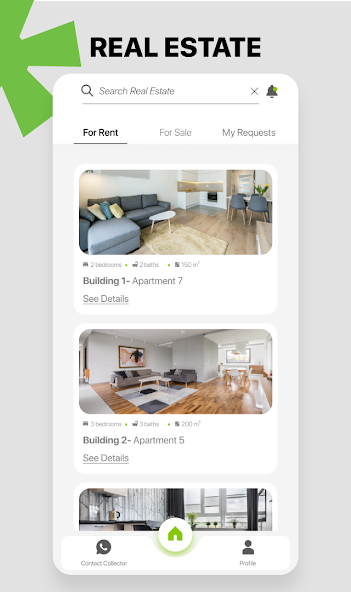 REAL ESTATE
Search Real Estate
For Rent
For Sale
My Requests
2 bedrooms • 2 baths • 150 m²
Building 1- Apartment 7
See Details
3 bedrooms • 3 baths • 200 m²
Building 2- Apartment 5
See Details
Contact Collector
Profile